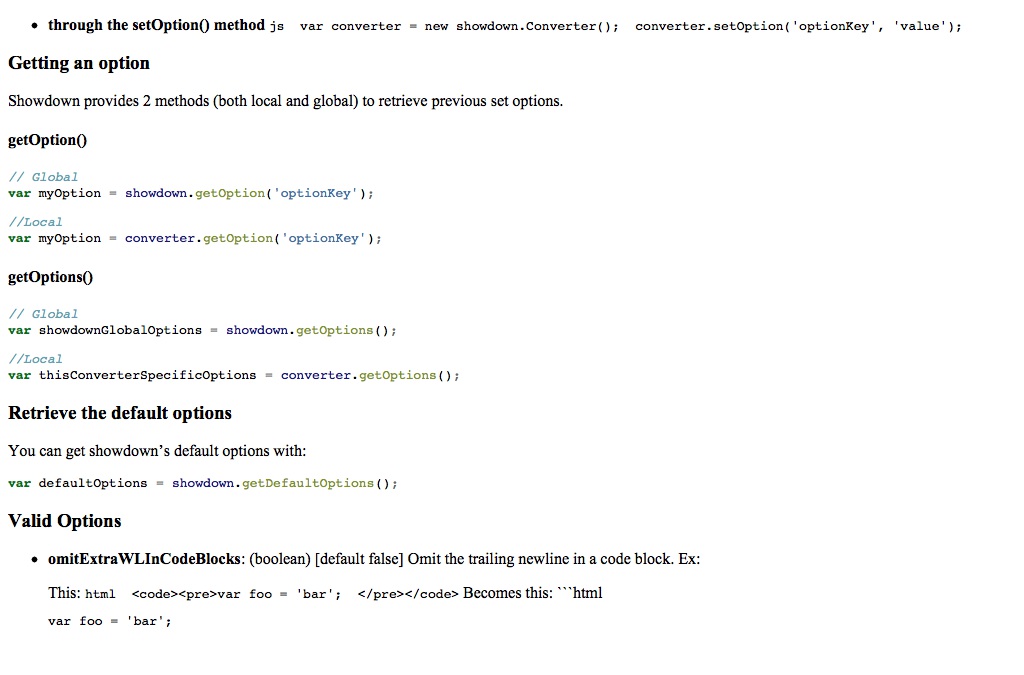 • through the setOption() method js  var converter = new showdown.Converter();  converter.setOption('optionKey', 'value');
Getting an option
Showdown provides 2 methods (both local and global) to retrieve previous set options.
getOption()
// Global
var myOption = showdown.getOption('optionKey');
//Local
var myOption = converter.getOption('optionKey');
getOptions()
// Global
var showdownGlobalOptions = showdown.getOptions();
//Local
var thisConverterSpecificOptions = converter.getOptions();
Retrieve the default options
You can get showdown’s default options with:
var defaultOptions = showdown.getDefaultOptions();
Valid Options
• omitExtraWLInCodeBlocks: (boolean) [default false] Omit the trailing newline in a code block. Ex:
This: html  <code><pre>var foo = 'bar';  </pre></code> Becomes this: ```html
var foo = 'bar';